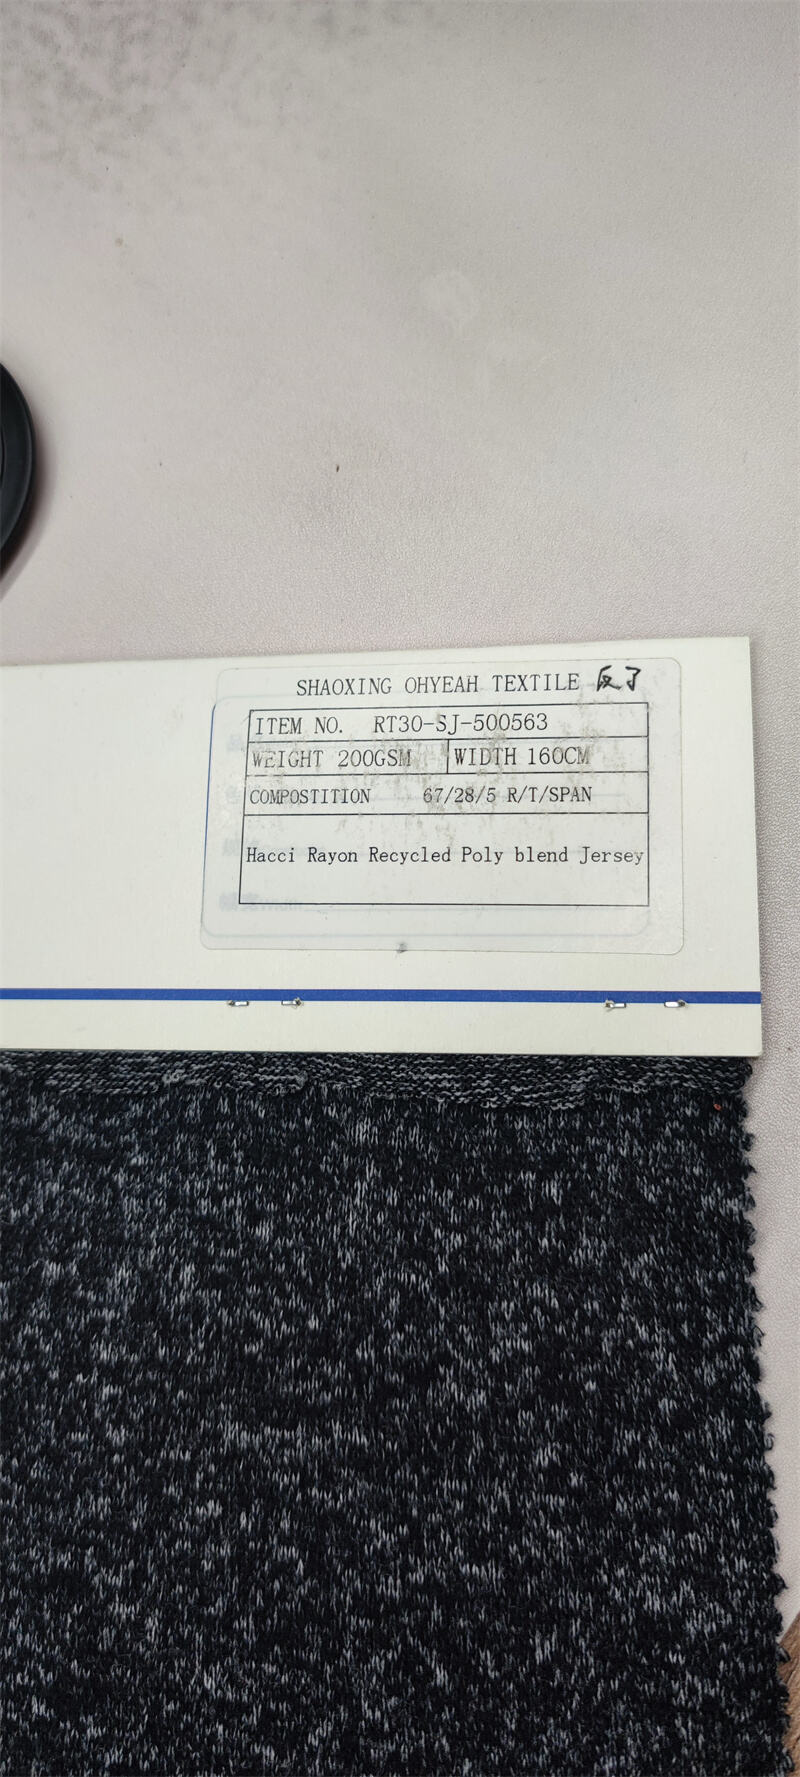 SHAOXING OHYEAH TEXTILE 反了
ITEM NO. RT30-SJ-500563
WEIGHT 200GSM WIDTH 160CM
COMPOSTITION 67/28/5 R/T/SPAN
Hacci Rayon Recycled Poly blend Jersey